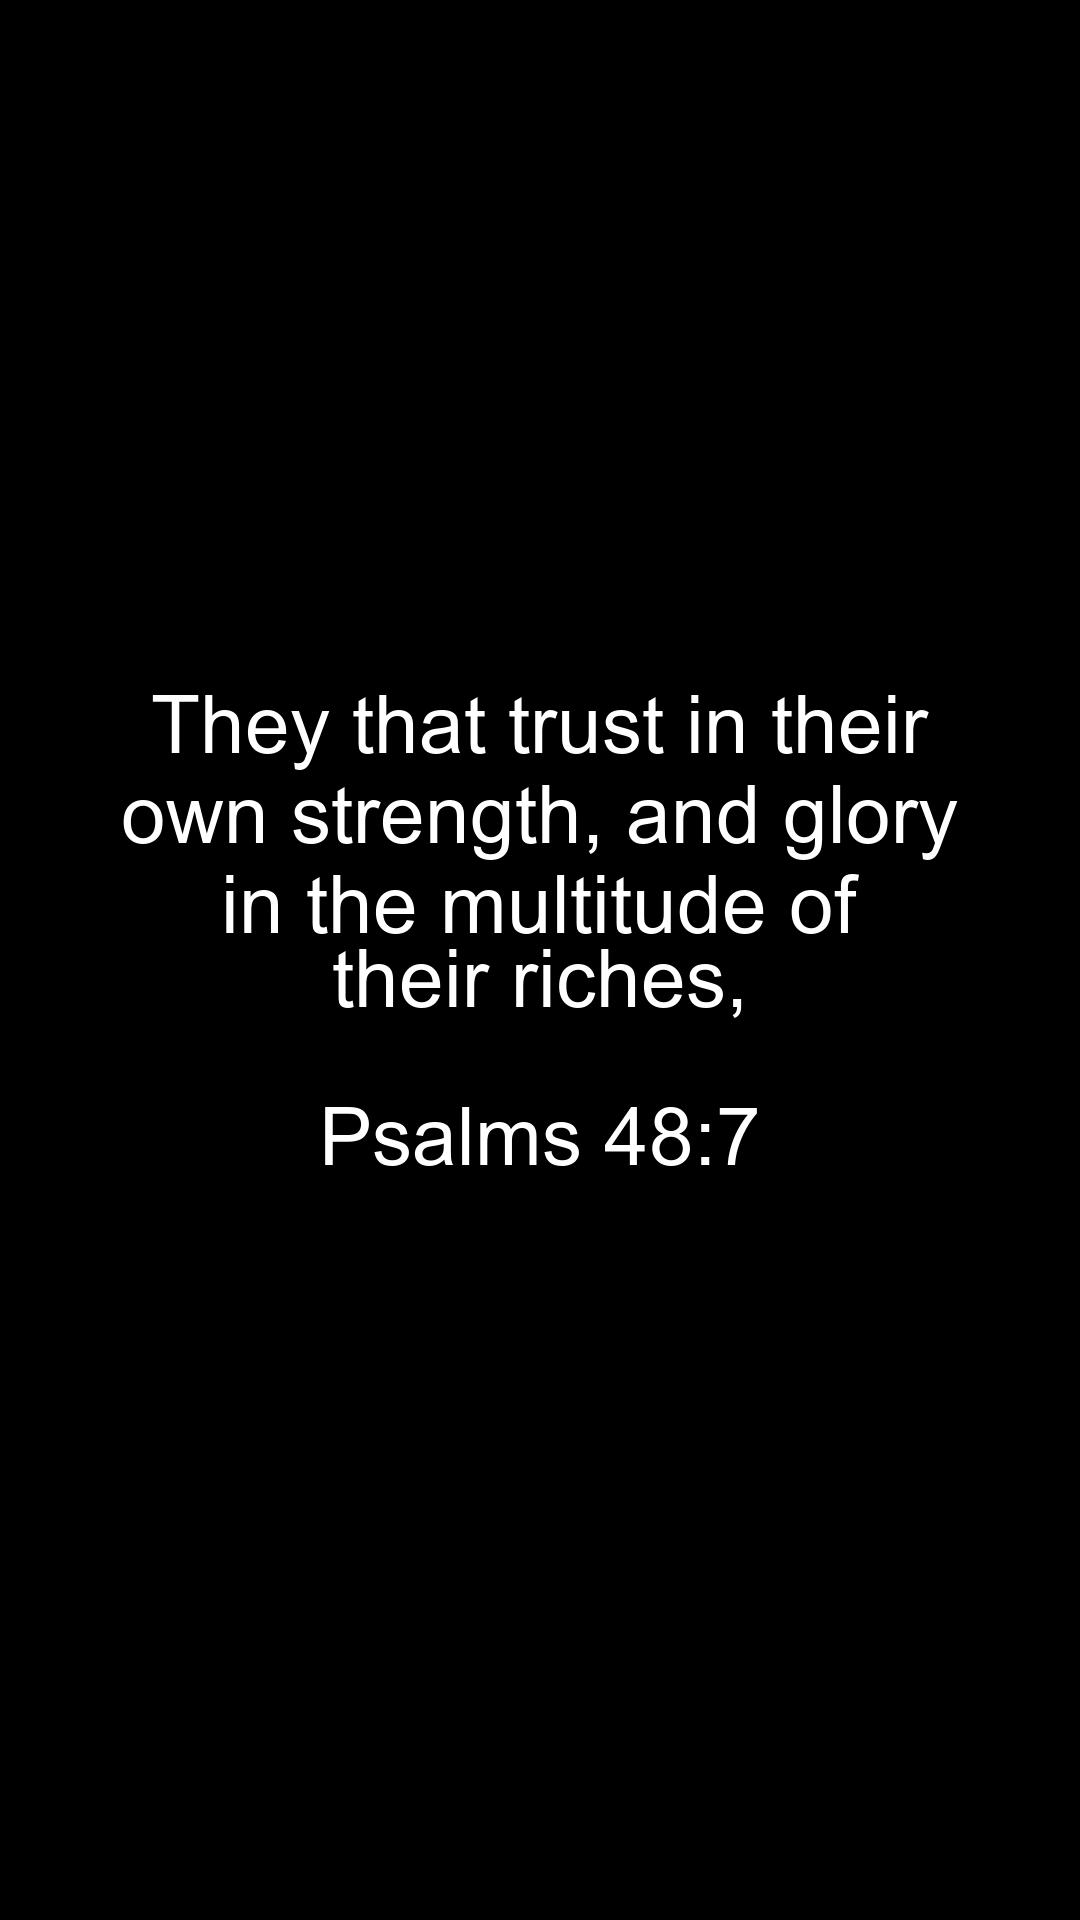 They that trust in their
own strength, and glory
in the multitude of
their riches,
Psalms 48:7